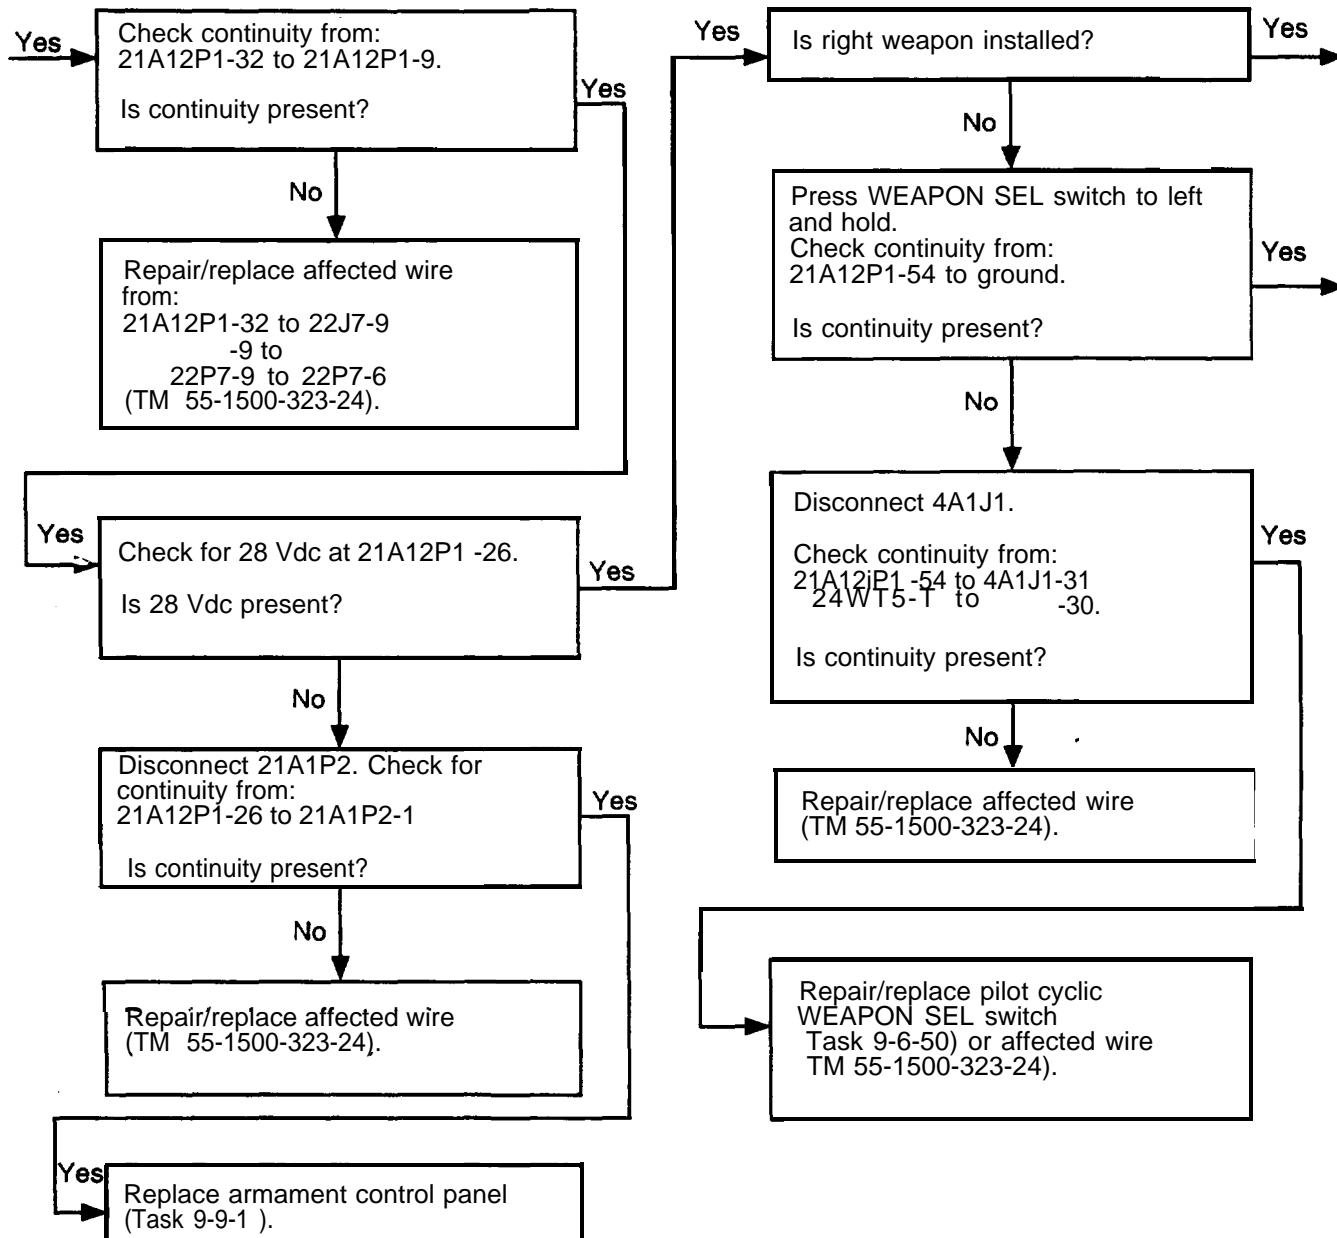 Yes
Check continuity from:
21A12P1-32 to 21A12P1-9.
Is continuity present?
Yes
No
Repair/replace affected wire
from:
21A12P1-32 to 22J7-9
-9 to
22P7-9 to 22P7-6
(TM 55-1500-323-24).
Yes
Check for 28 Vdc at 21A12P1 -26.
Is 28 Vdc present?
Yes
No
Disconnect 21A1P2. Check for
continuity from:
21A12P1-26 to 21A1P2-1
Is continuity present?
Yes
No
Repair/replace affected wire
(TM 55-1500-323-24).
Yes
Replace armament control panel
(Task 9-9-1 ).
Yes
Is right weapon installed?
Yes
No
Press WEAPON SEL switch to left
and hold.
Check continuity from:
21A12P1-54 to ground.
Is continuity present?
Yes
No
Disconnect 4A1J1.
Check continuity from:
21A12jP1 -54 to 4A1J1-31
24WT5-T to -30.
Is continuity present?
Yes
No
Repair/replace affected wire
(TM 55-1500-323-24).
Repair/replace pilot cyclic
WEAPON SEL switch
Task 9-6-50) or affected wire
TM 55-1500-323-24).